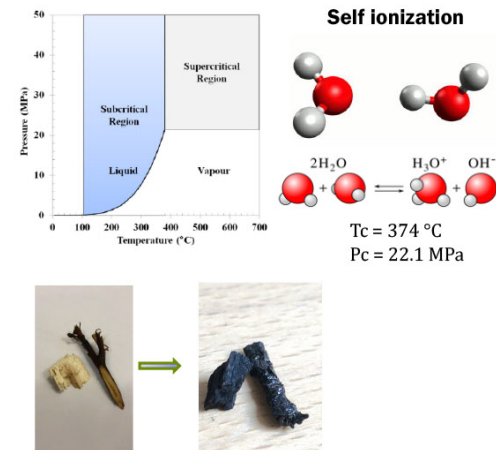 50
40
30
20
10
0
Pressure (MPa)
Subcritical
Region
Liquid
Supercritical
Region
Vapour
0 100 200 300 400 500 600 700
Temperature (°C)
Self ionization
2H₂O H₃O⁺ OH⁻
+ ⇌ +
Tc = 374 °C
Pc = 22.1 MPa